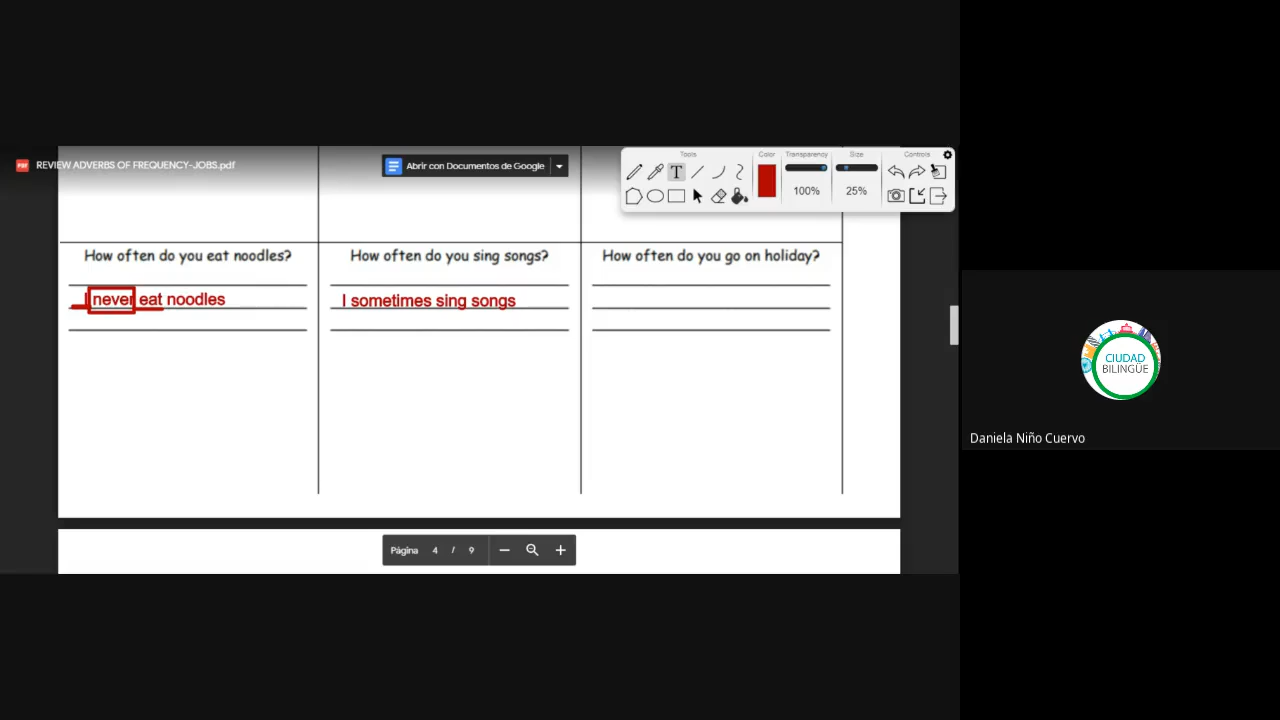 REVIEW ADVERBS OF FREQUENCY-JOBS.pdf
Abrir con Documentos de Google
Tools
Color
Transparency
Size
Controls
T
100%
25%
How often do you eat noodles?
How often do you sing songs?
How often do you go on holiday?
I never eat noodles
I sometimes sing songs
CIUDAD
BILINGÜE
Daniela Niño Cuervo
Página 4 / 9